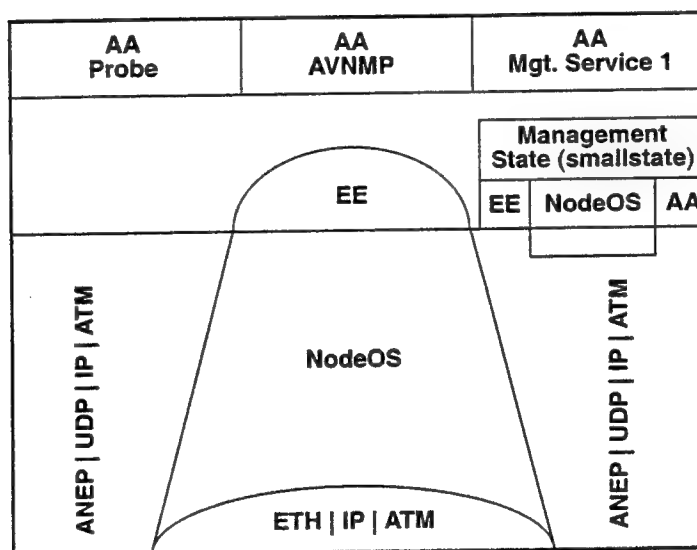 AA
Probe
AA
AVNMP
AA
Mgt. Service 1
Management
State (smallstate)
EE
NodeOS
AA
EE
NodeOS
ANEP | UDP | IP | ATM
ANEP | UDP | IP | ATM
ETH | IP | ATM